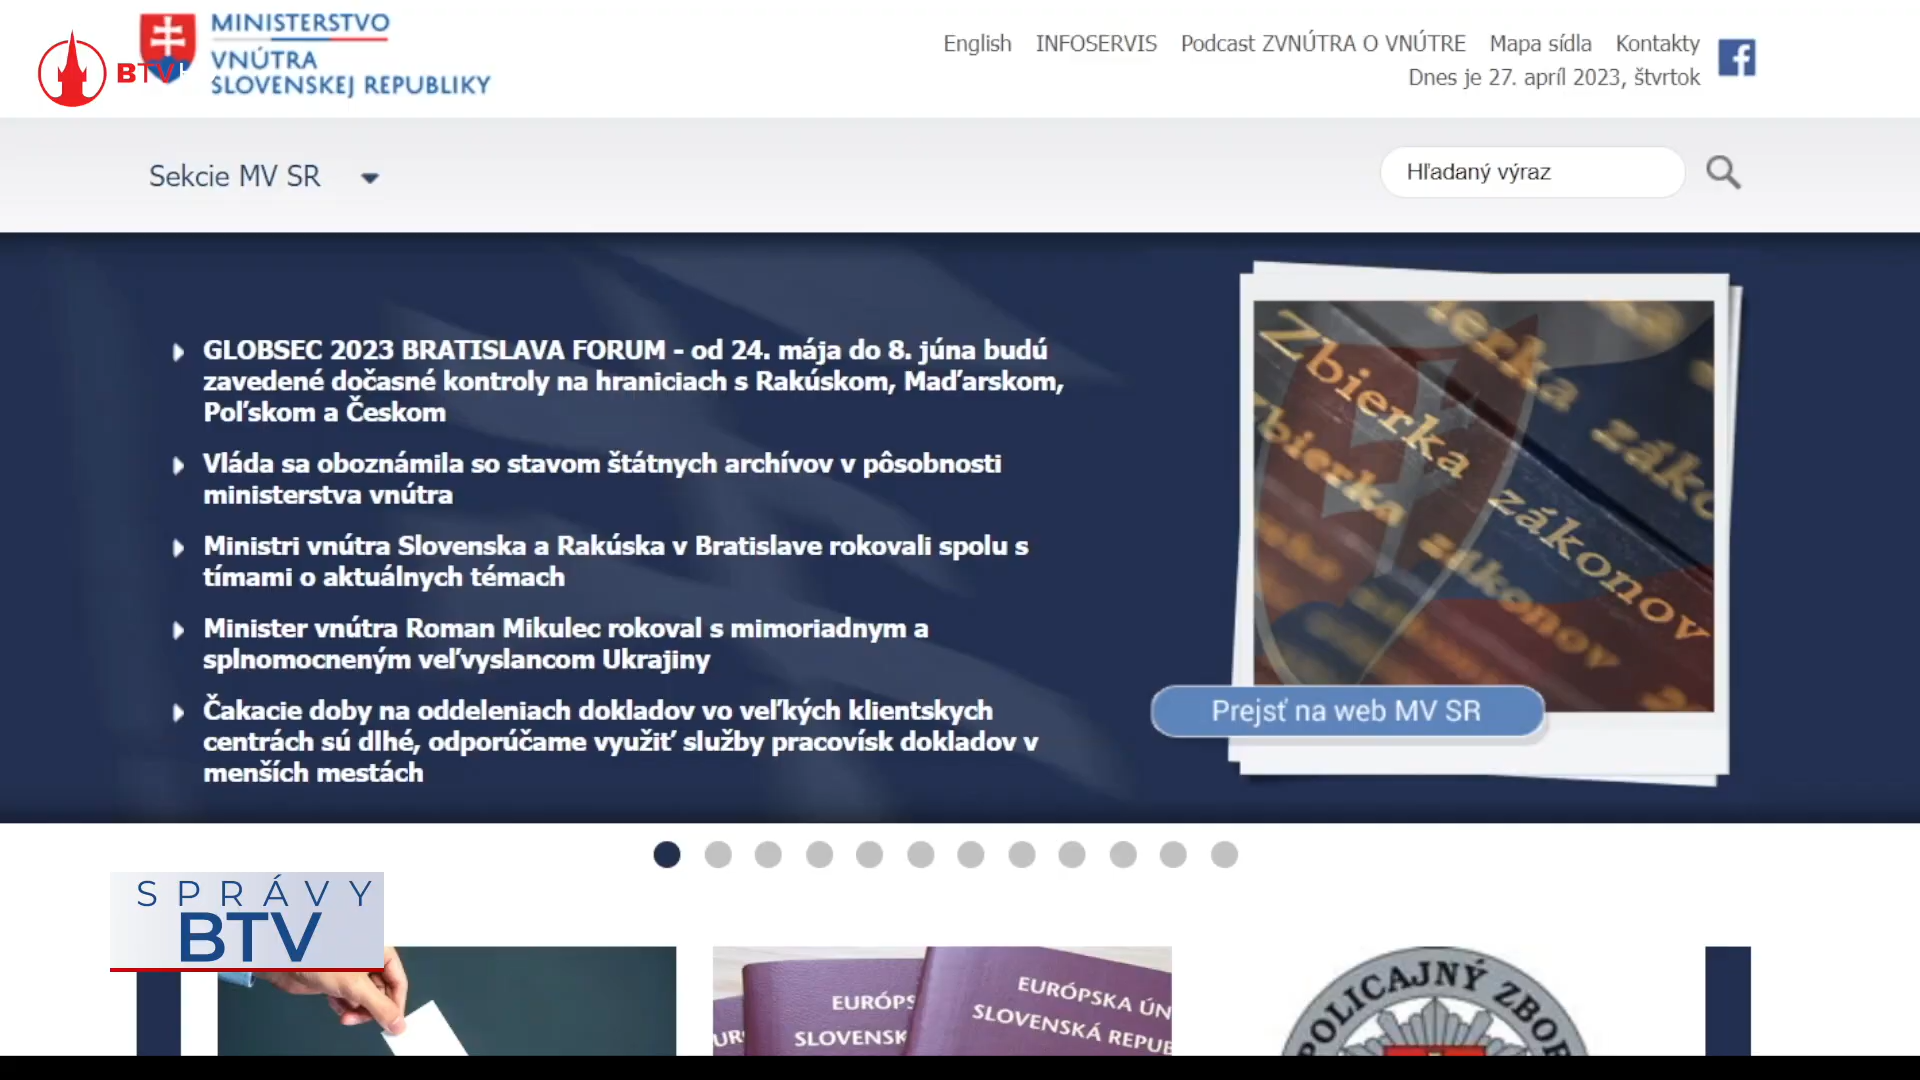 MINISTERSTVO
VNÚTRA
SLOVENSKEJ REPUBLIKY
BTV
English INFOSERVIS Podcast ZVNÚTRA O VNÚTRE Mapa sídla Kontakty
Dnes je 27. apríl 2023, štvrtok
Sekcie MV SR
Hľadaný výraz
GLOBSEC 2023 BRATISLAVA FORUM - od 24. mája do 8. júna budú
zavedené dočasné kontroly na hraniciach s Rakúskom, Maďarskom,
Poľskom a Českom
Vláda sa oboznámila so stavom štátnych archívov v pôsobnosti
ministerstva vnútra
Ministri vnútra Slovenska a Rakúska v Bratislave rokovali spolu s
tímami o aktuálnych témach
Minister vnútra Roman Mikulec rokoval s mimoriadnym a
splnomocneným veľvyslancom Ukrajiny
Čakacie doby na oddeleniach dokladov vo veľkých klientskych
centrách sú dlhé, odporúčame využiť služby pracovísk dokladov v
menších mestách
Zbierka zákonov
Prejsť na web MV SR
SPRÁVY
BTV
EURÓPS
SLOVENSK
EURÓPSKA ÚN
SLOVENSKÁ REPUB
POLICAJNÝ ZBOR